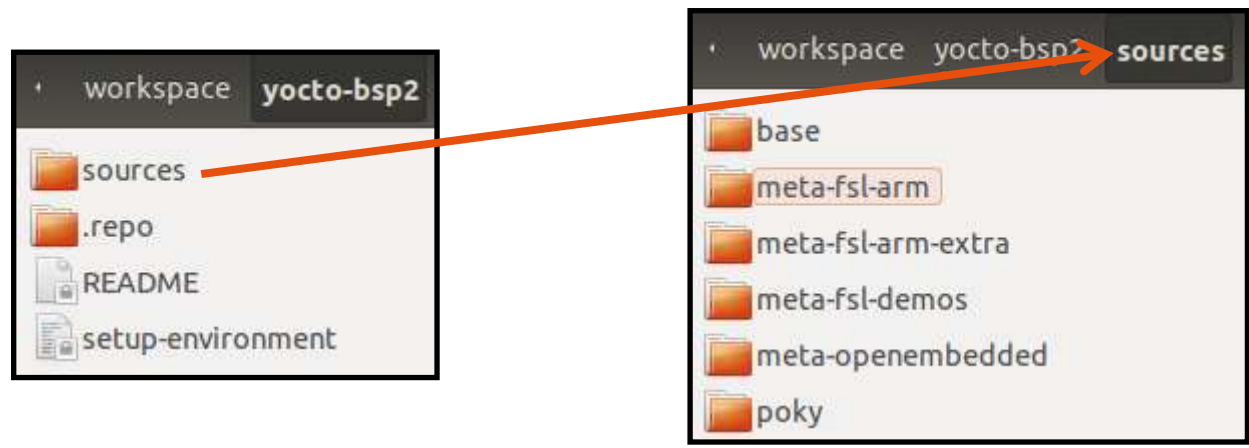 workspace yocto-bsp2
sources
.repo
README
setup-environment
workspace yocto-bsp2 sources
base
meta-fsl-arm
meta-fsl-arm-extra
meta-fsl-demos
meta-openembedded
poky